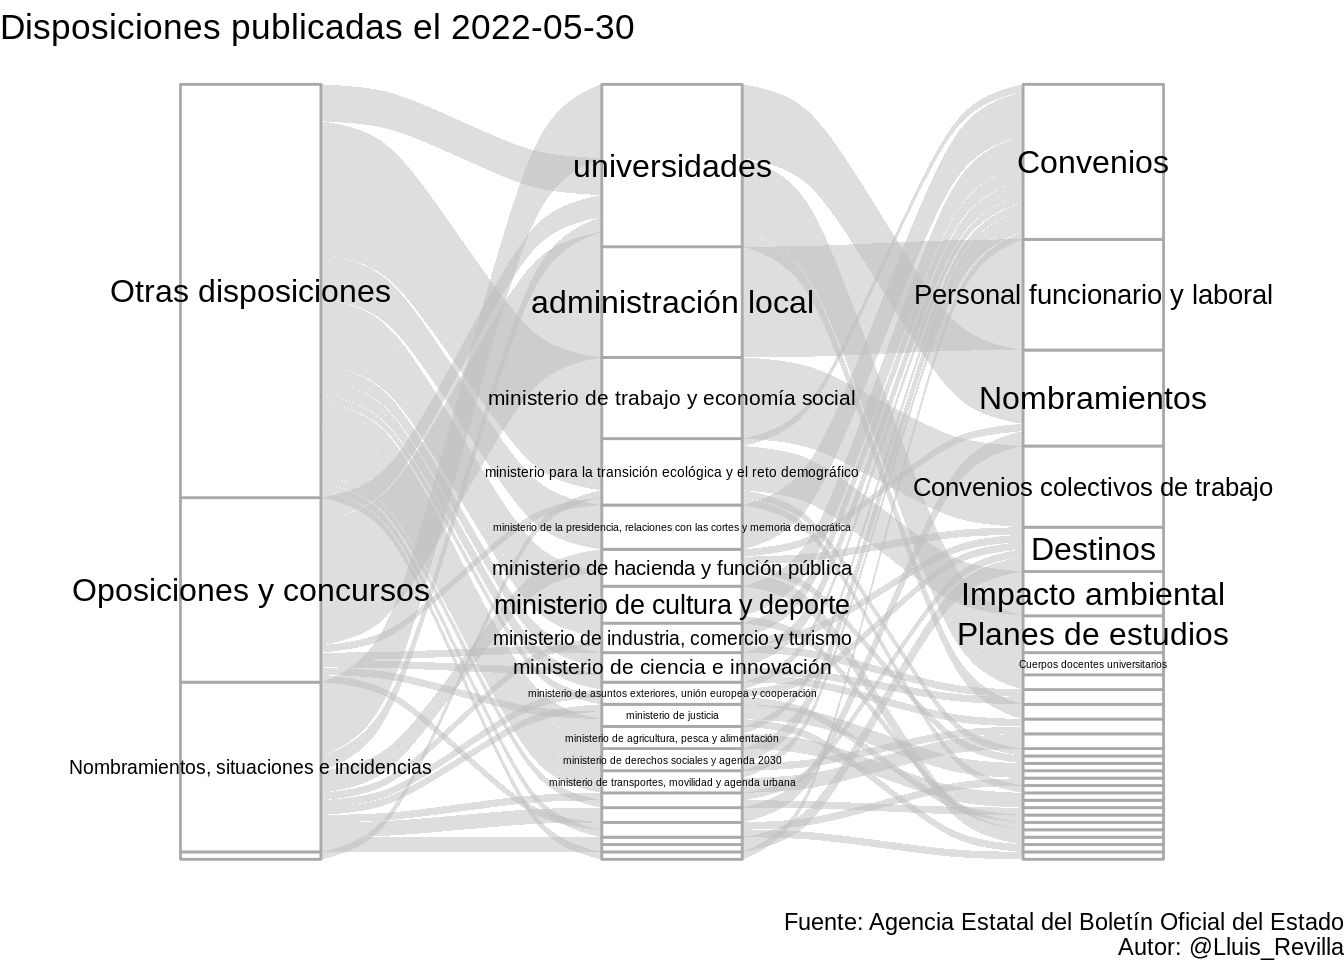 Disposiciones publicadas el 2022-05-30
Otras disposiciones
Oposiciones y concursos
Nombramientos, situaciones e incidencias
universidades
administración local
ministerio de trabajo y economía social
ministerio para la transición ecológica y el reto demográfico
ministerio de la presidencia, relaciones con las cortes y memoria democrática
ministerio de hacienda y función pública
ministerio de cultura y deporte
ministerio de industria, comercio y turismo
ministerio de ciencia e innovación
ministerio de asuntos exteriores, unión europea y cooperación
ministerio de justicia
ministerio de agricultura, pesca y alimentación
ministerio de derechos sociales y agenda 2030
ministerio de transportes, movilidad y agenda urbana
Convenios
Personal funcionario y laboral
Nombramientos
Convenios colectivos de trabajo
Destinos
Impacto ambiental
Planes de estudios
Cuerpos docentes universitarios
Fuente: Agencia Estatal del Boletín Oficial del Estado
Autor: @Lluis_Revilla